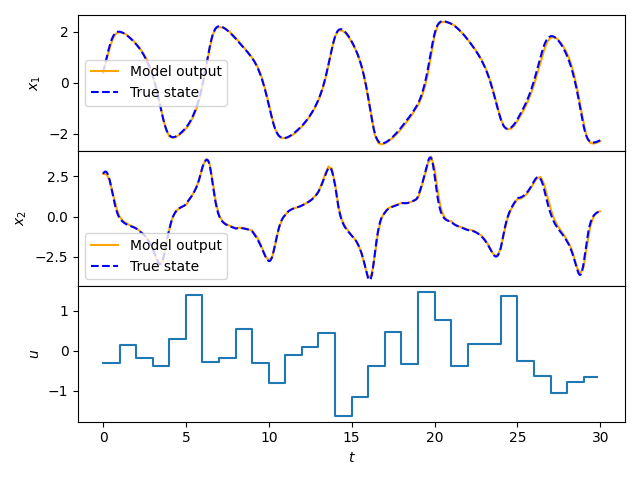 2
0
−2
x₁
Model output
True state
2.5
0.0
−2.5
x₂
Model output
True state
1
0
−1
u
0
5
10
15
20
25
30
t